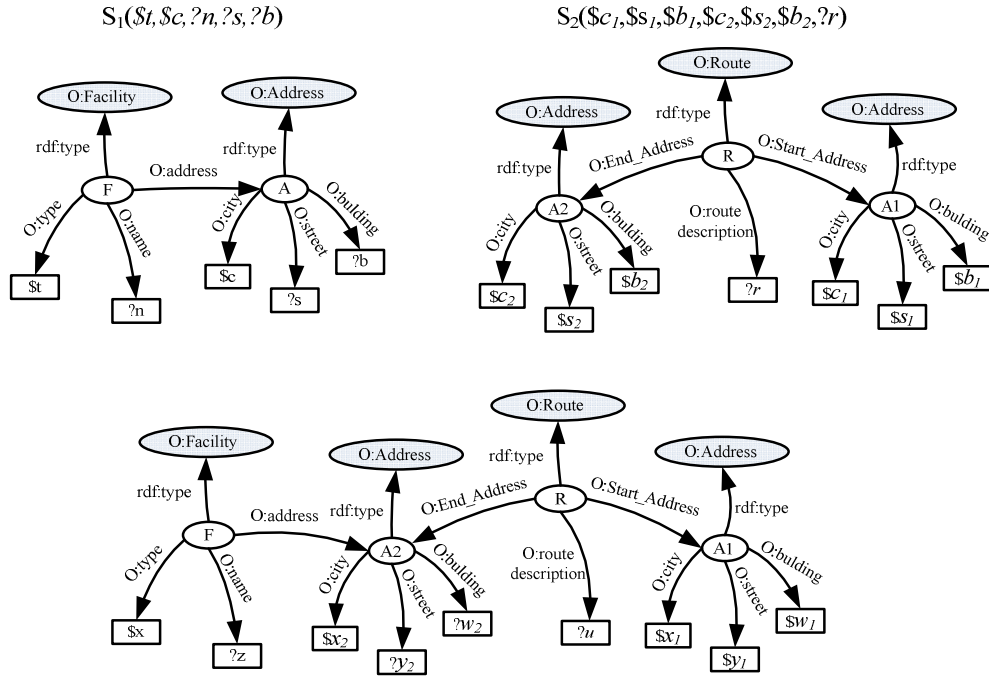 S1($t,$c,?n,?s,?b)
O:Facility
O:Address
rdf:type
rdf:type
O:address
F
A
O:type
O:name
O:city
O:street
O:bulding
$t
?n
$c
?s
?b
S2($c1,$s1,$b1,$c2,$s2,$b2,?r)
O:Route
O:Address
O:Address
rdf:type
rdf:type
rdf:type
O:End_Address
O:Start_Address
R
A2
A1
O:city
O:street
O:bulding
O:route
description
O:city
O:street
O:bulding
$c2
$s2
$b2
?r
$c1
$s1
$b1
O:Route
O:Facility
O:Address
O:Address
rdf:type
rdf:type
rdf:type
rdf:type
O:address
O:End_Address
O:Start_Address
R
F
A2
A1
O:type
O:name
O:city
O:street
O:bulding
O:route
description
O:city
O:street
O:bulding
$x
?z
$x2
?y2
?w2
?u
$x1
$y1
$w1